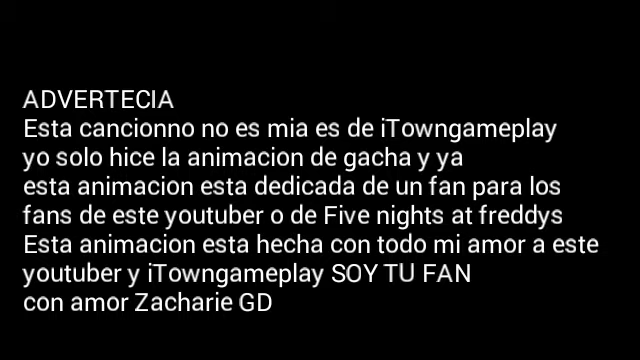 ADVERTECIA
Esta cancionno no es mia es de iTowngameplay
yo solo hice la animacion de gacha y ya
esta animacion esta dedicada de un fan para los
fans de este youtuber o de Five nights at freddys
Esta animacion esta hecha con todo mi amor a este
youtuber y iTowngameplay SOY TU FAN
con amor Zacharie GD